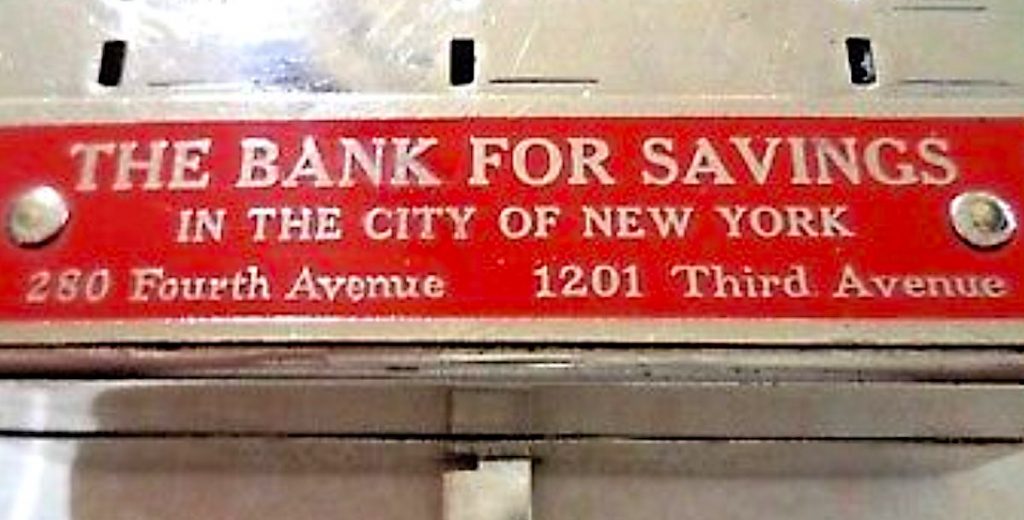 THE BANK FOR SAVINGS
IN THE CITY OF NEW YORK
280 Fourth Avenue 1201 Third Avenue